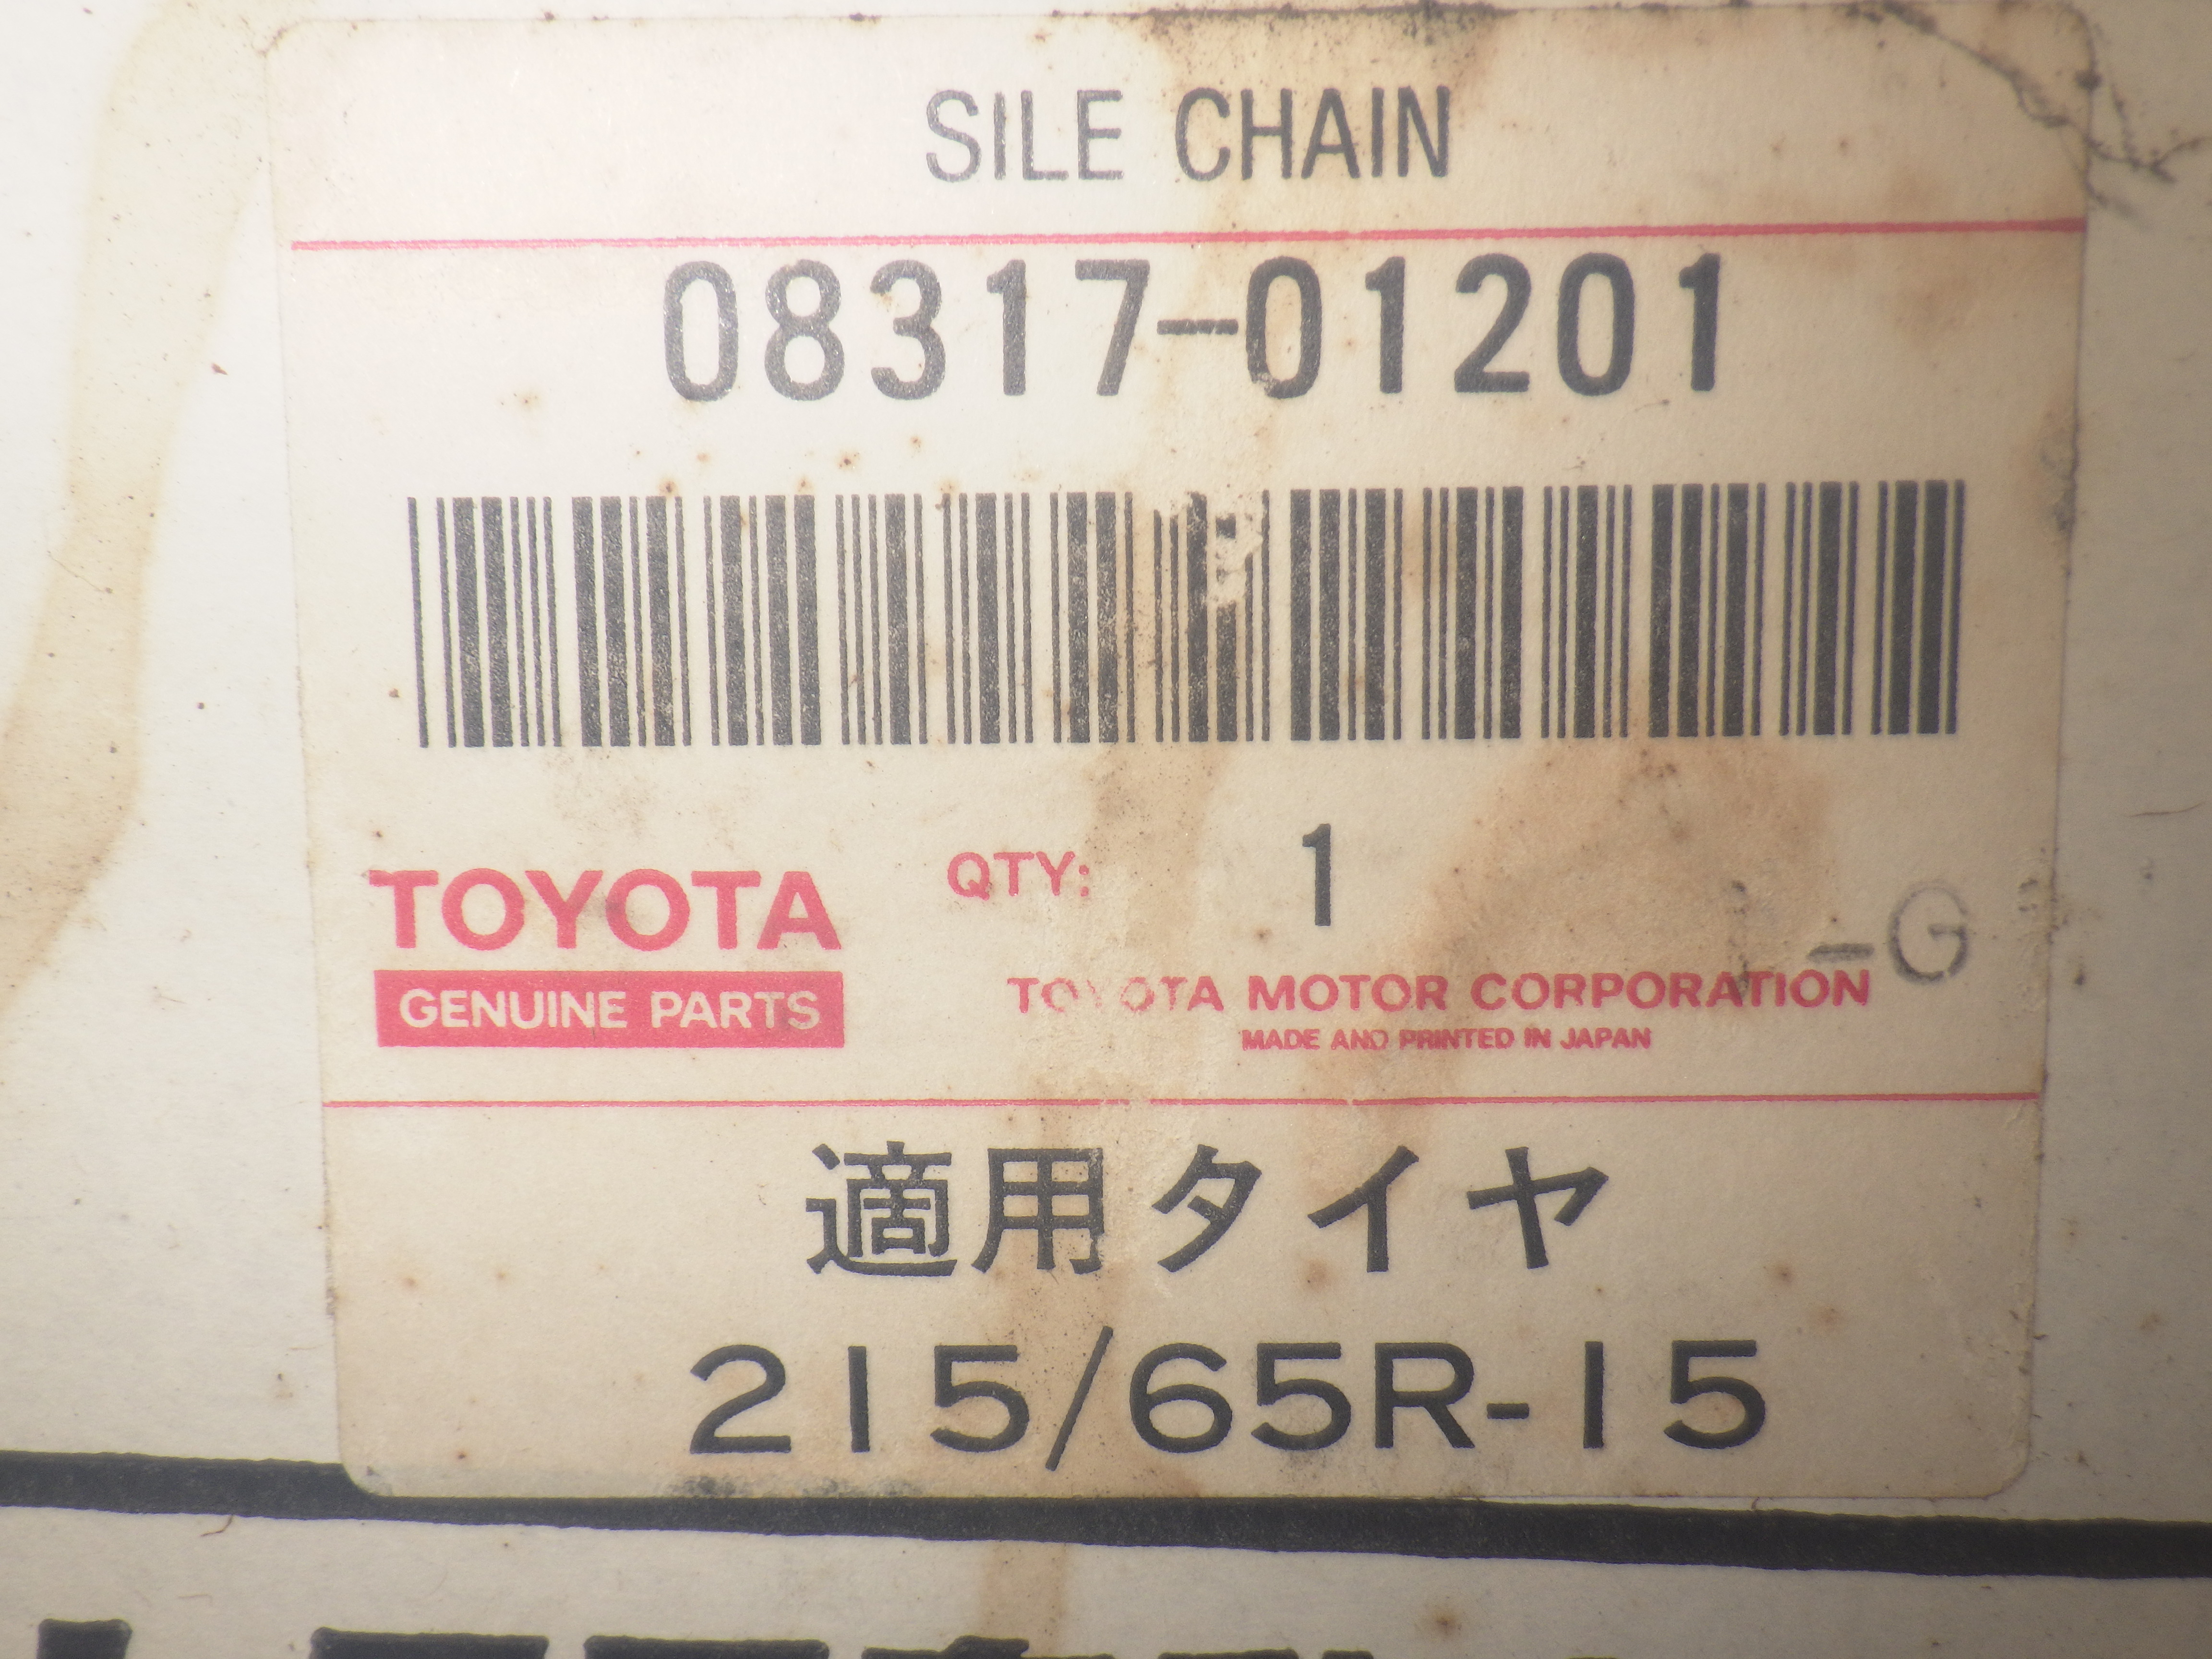 SILE CHAIN
08317-01201
TOYOTA
GENUINE PARTS
QTY: 1
-G
TOYOTA MOTOR CORPORATION
MADE AND PRINTED IN JAPAN
適用タイヤ
215/65R-15